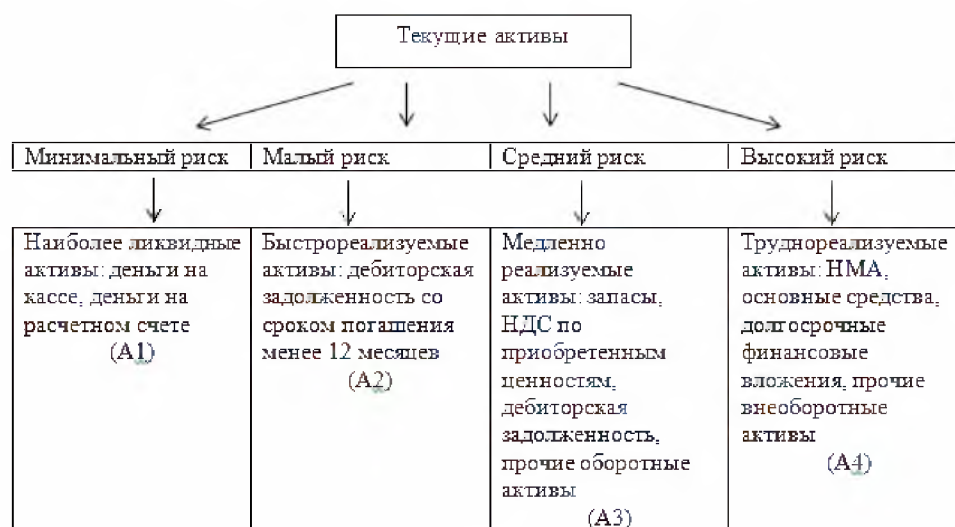 Текущие активы
Минимальный риск
Малый риск
Средний риск
Высокий риск
Наиболее ликвидные
активы: деньги на
кассе, деньги на
расчетном счете
(А1)
Быстрореализуемые
активы: дебиторская
задолженность со
сроком погашения
менее 12 месяцев
(А2)
Медленно
реализуемые
активы: запасы,
НДС по
приобретенным
ценностям,
дебиторская
задолженность,
прочие оборотные
активы
(А3)
Труднореализуемые
активы: НМА,
основные средства,
долгосрочные
финансовые
вложения, прочие
внеоборотные
активы
(А4)